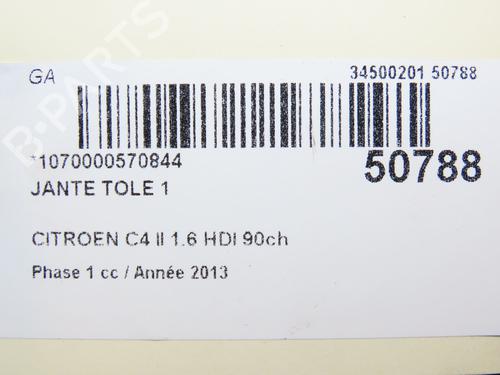 GA
34500201 50788
*1070000570844
50788
JANTE TOLE 1
CITROEN C4 II 1.6 HDI 90ch
Phase 1 cc / Année 2013
B-PARTS